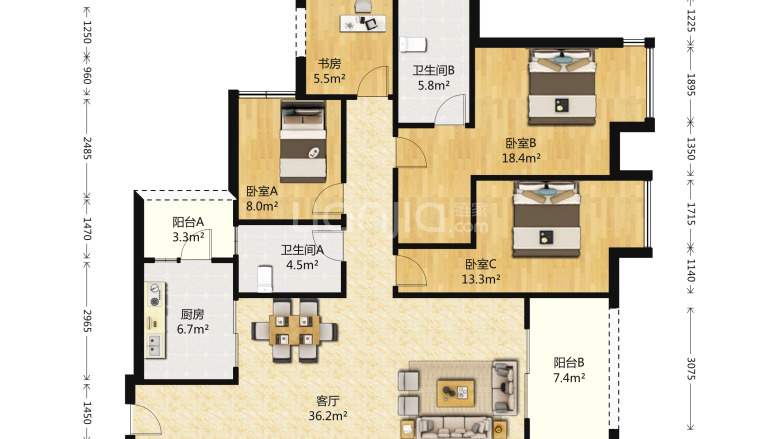 书房
5.5m²
卫生间B
5.8m²
卧室B
18.4m²
卧室A
8.0m²
阳台A
3.3m²
卫生间A
4.5m²
卧室C
13.3m²
厨房
6.7m²
阳台B
7.4m²
客厅
36.2m²
1250
960
2485
1470
2965
1450
1225
1895
1350
1715
1140
3075
lianjia.
链家